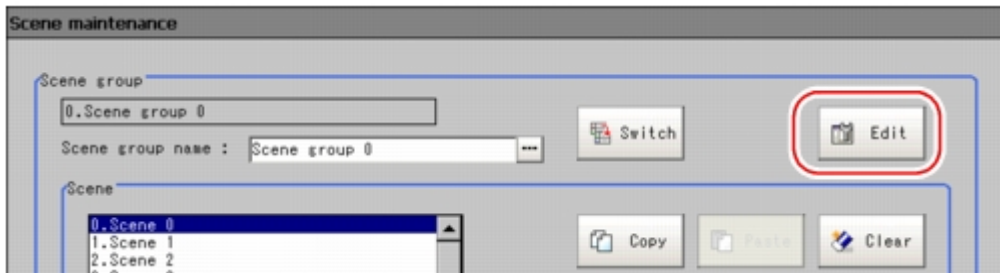 Scene maintenance
Scene group
0.Scene group 0
Switch
Edit
Scene group name : Scene group 0 ...
Scene
0.Scene 0
1.Scene 1
2.Scene 2
Copy
Paste
Clear